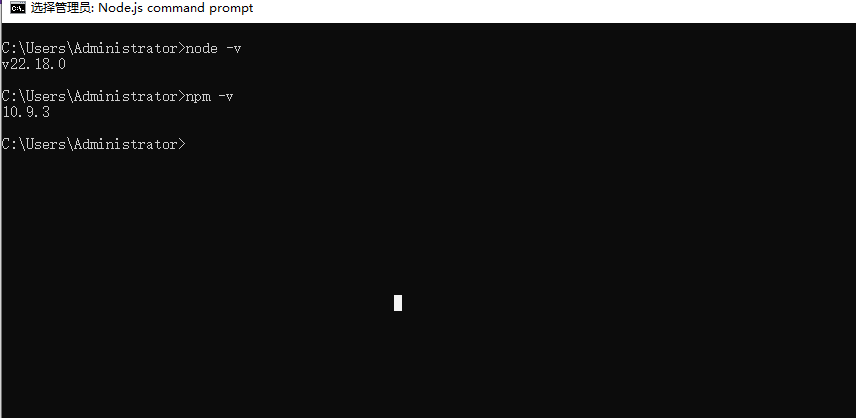 选择管理员: Node.js command prompt
C:\Users\Administrator>node -v
v22.18.0
C:\Users\Administrator>npm -v
10.9.3
C:\Users\Administrator>